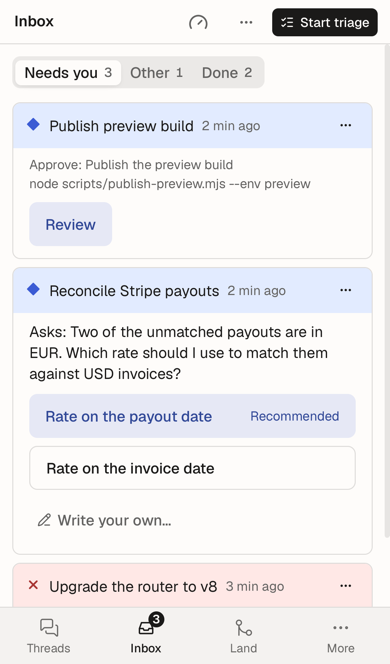 Inbox
Start triage
Needs you 3 Other 1 Done 2
Publish preview build 2 min ago
Approve: Publish the preview build
node scripts/publish-preview.mjs --env preview
Review
Reconcile Stripe payouts 2 min ago
Asks: Two of the unmatched payouts are in
EUR. Which rate should I use to match them
against USD invoices?
Rate on the payout date Recommended
Rate on the invoice date
Write your own...
Upgrade the router to v8 3 min ago
3
Threads Inbox Land More